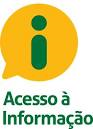 Acesso à
Informação